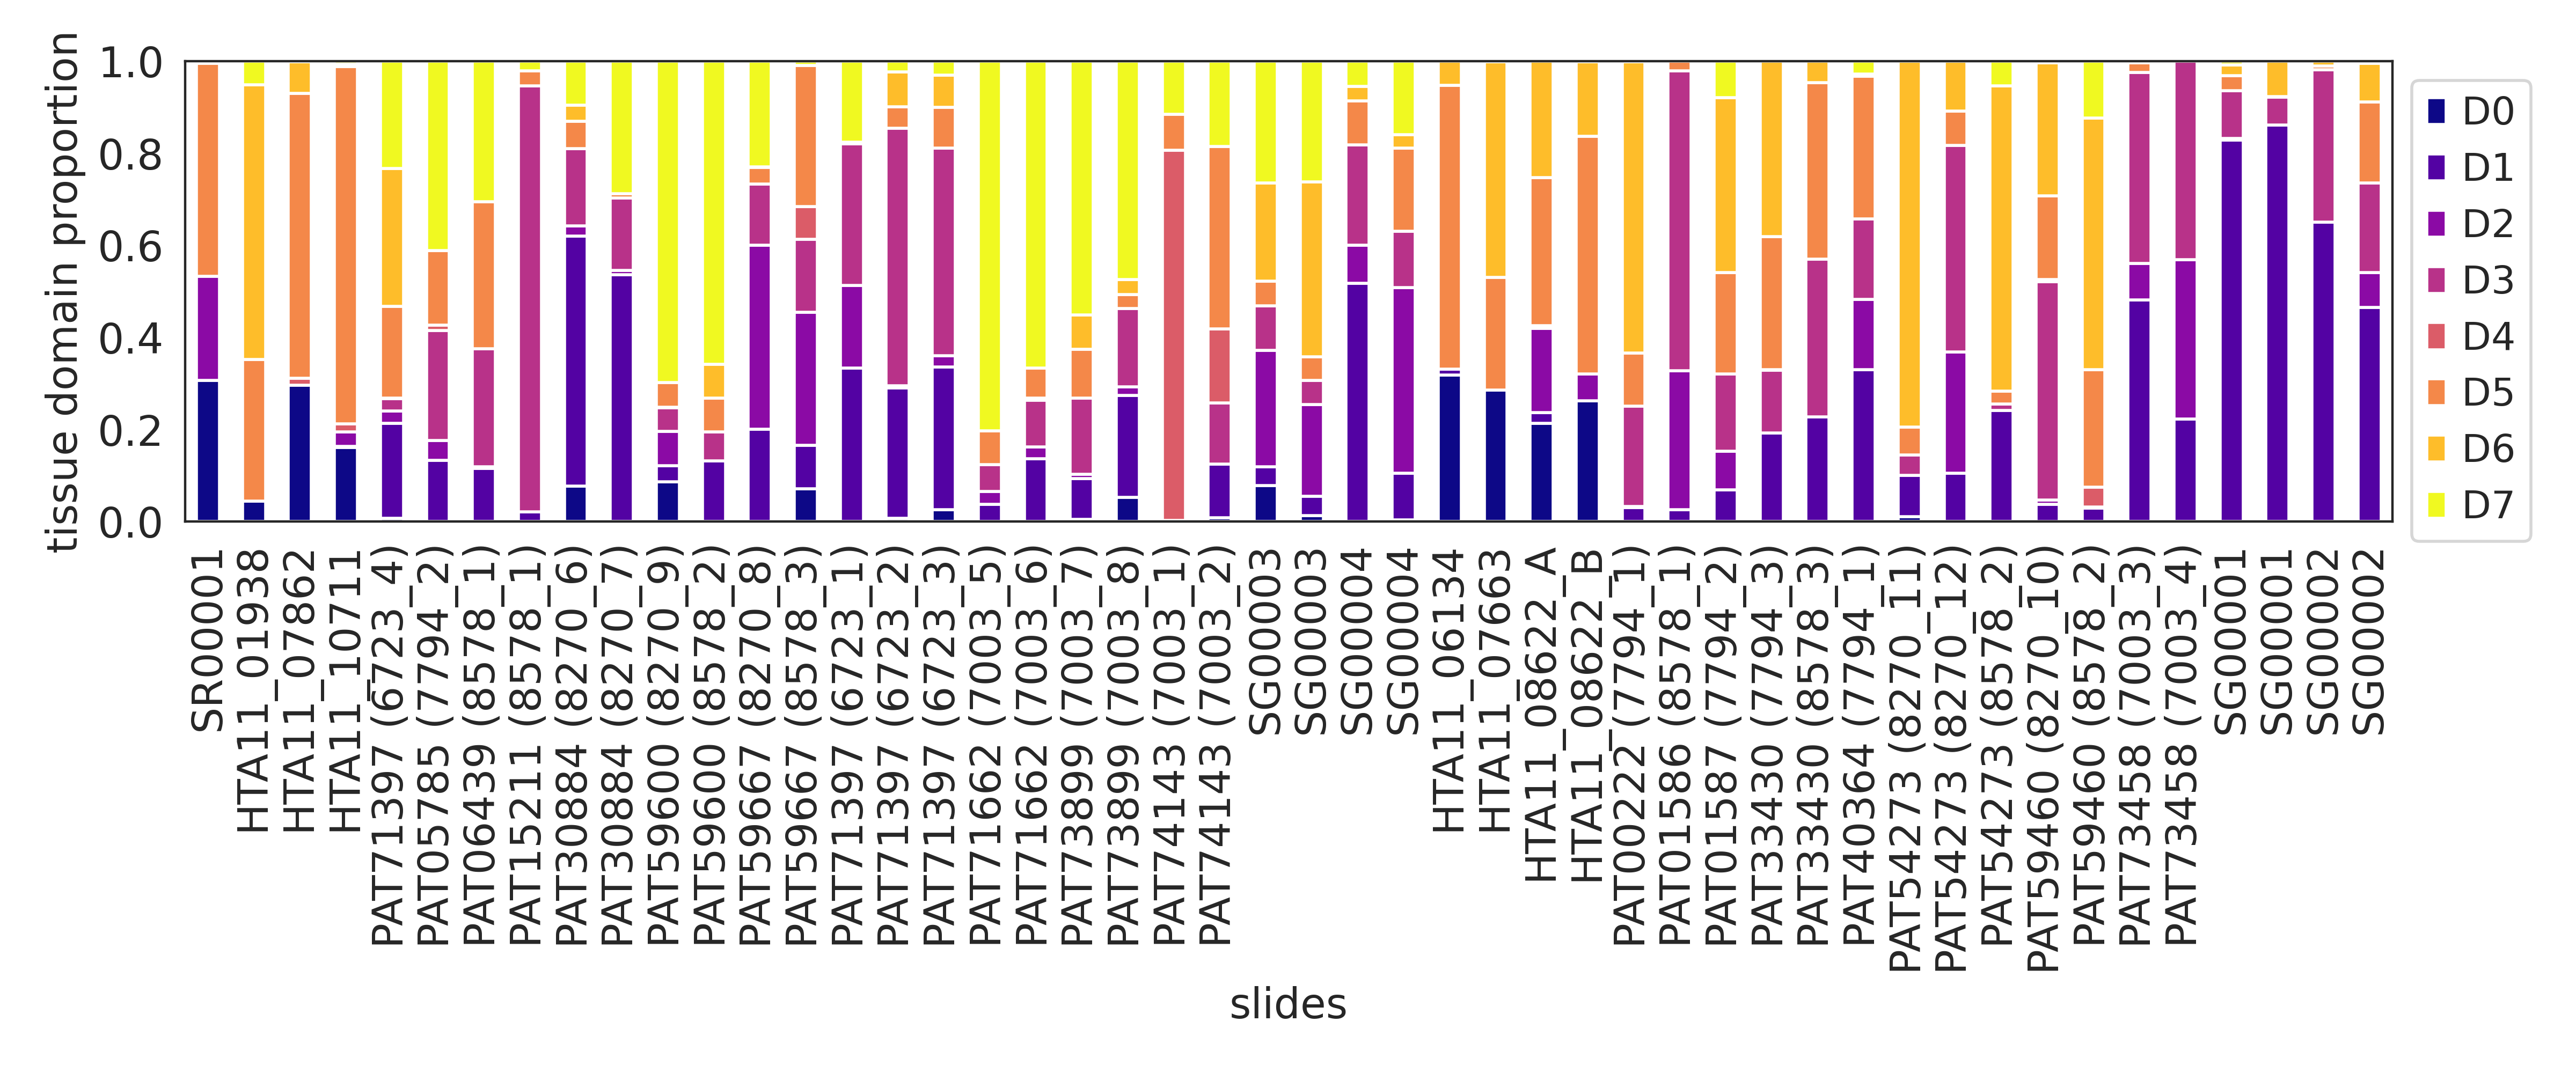 tissue domain proportion
1.0
0.8
0.6
0.4
0.2
0.0
D0
D1
D2
D3
D4
D5
D6
D7
SR00001
HTA11_01938
HTA11_07862
HTA11_10711
PAT71397 (6723_4)
PAT05785 (7794_2)
PAT06439 (8578_1)
PAT15211 (8578_1)
PAT30884 (8270_6)
PAT30884 (8270_7)
PAT59600 (8270_9)
PAT59600 (8578_2)
PAT59667 (8270_8)
PAT59667 (8578_3)
PAT71397 (6723_1)
PAT71397 (6723_2)
PAT71397 (6723_3)
PAT71662 (7003_5)
PAT71662 (7003_6)
PAT73899 (7003_7)
PAT73899 (7003_8)
PAT74143 (7003_1)
PAT74143 (7003_2)
SG00003
SG00003
SG00004
SG00004
HTA11_06134
HTA11_07663
HTA11_08622_A
HTA11_08622_B
PAT00222 (7794_1)
PAT01586 (8578_1)
PAT01587 (7794_2)
PAT33430 (7794_3)
PAT33430 (8578_3)
PAT40364 (7794_1)
PAT54273 (8270_11)
PAT54273 (8270_12)
PAT54273 (8578_2)
PAT59460 (8270_10)
PAT59460 (8578_2)
PAT73458 (7003_3)
PAT73458 (7003_4)
SG00001
SG00001
SG00002
SG00002
slides